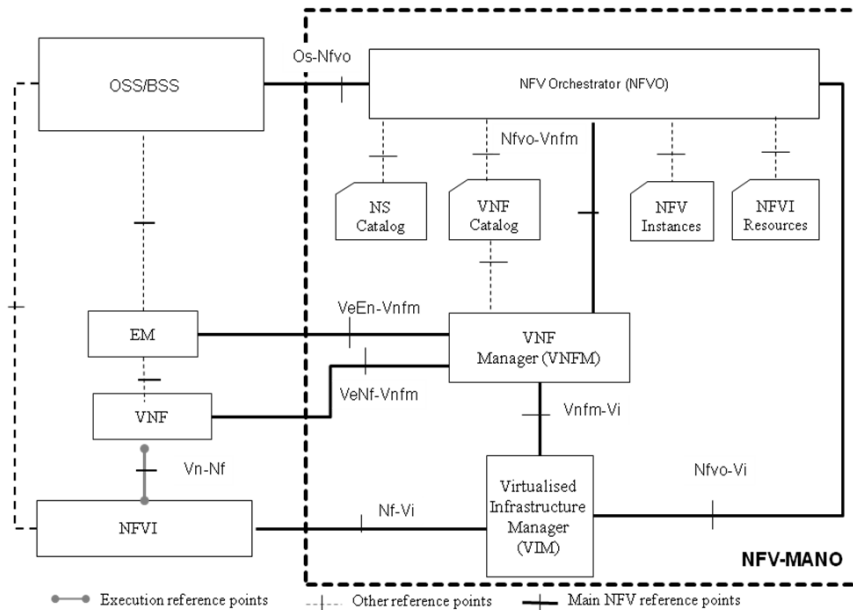 Os-Nfvo
OSS/BSS
NFV Orchestrator (NFVO)
Nfvo-Vnfm
NS
Catalog
VNF
Catalog
NFV
Instances
NFVI
Resources
VeEn-Vnfm
EM
VNF
Manager (VNFM)
VeNf-Vnfm
VNF
Vnfm-Vi
Vn-Nf
Virtualised
Infrastructure
Manager
(VIM)
Nfvo-Vi
Nf-Vi
NFVI
NFV-MANO
Execution reference points
Other reference points
Main NFV reference points